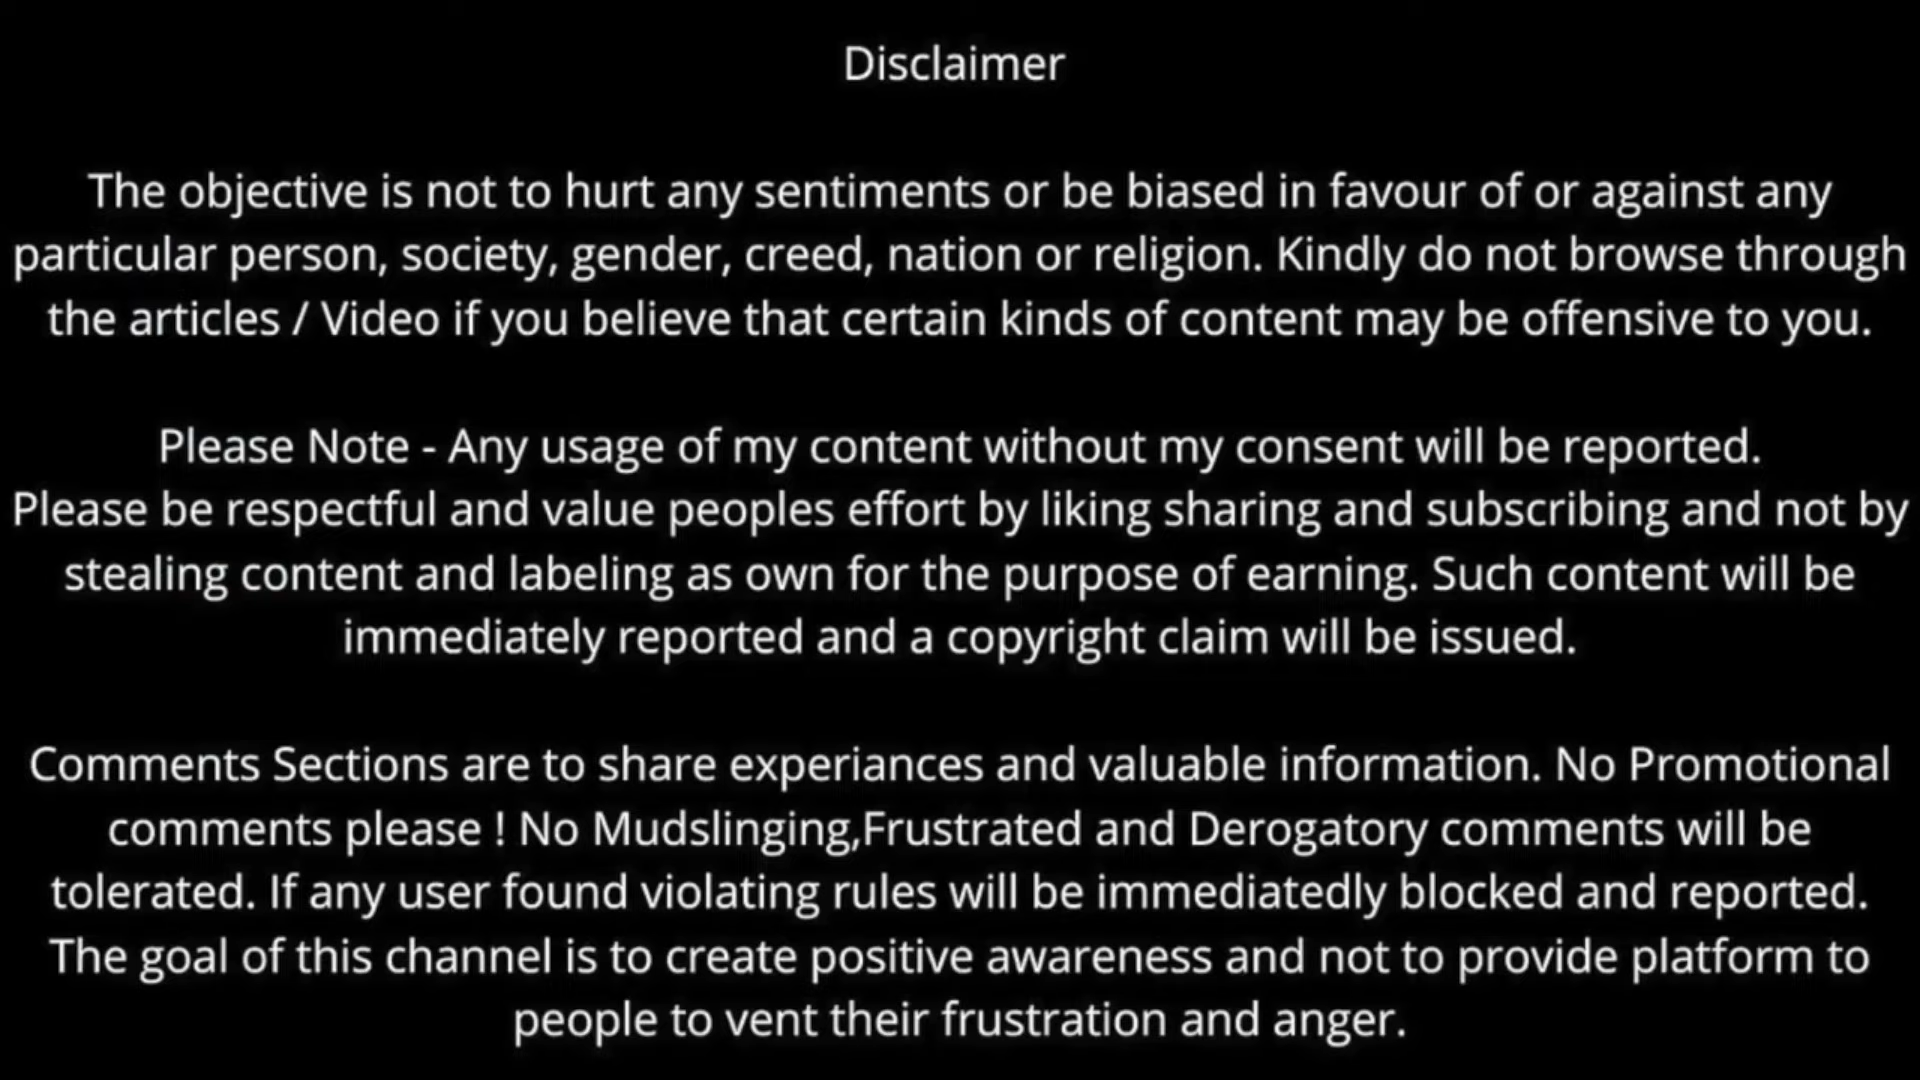 Disclaimer
The objective is not to hurt any sentiments or be biased in favour of or against any
particular person, society, gender, creed, nation or religion. Kindly do not browse through
the articles / Video if you believe that certain kinds of content may be offensive to you.
Please Note - Any usage of my content without my consent will be reported.
Please be respectful and value peoples effort by liking sharing and subscribing and not by
stealing content and labeling as own for the purpose of earning. Such content will be
immediately reported and a copyright claim will be issued.
Comments Sections are to share experiances and valuable information. No Promotional
comments please ! No Mudslinging,Frustrated and Derogatory comments will be
tolerated. If any user found violating rules will be immediatedly blocked and reported.
The goal of this channel is to create positive awareness and not to provide platform to
people to vent their frustration and anger.